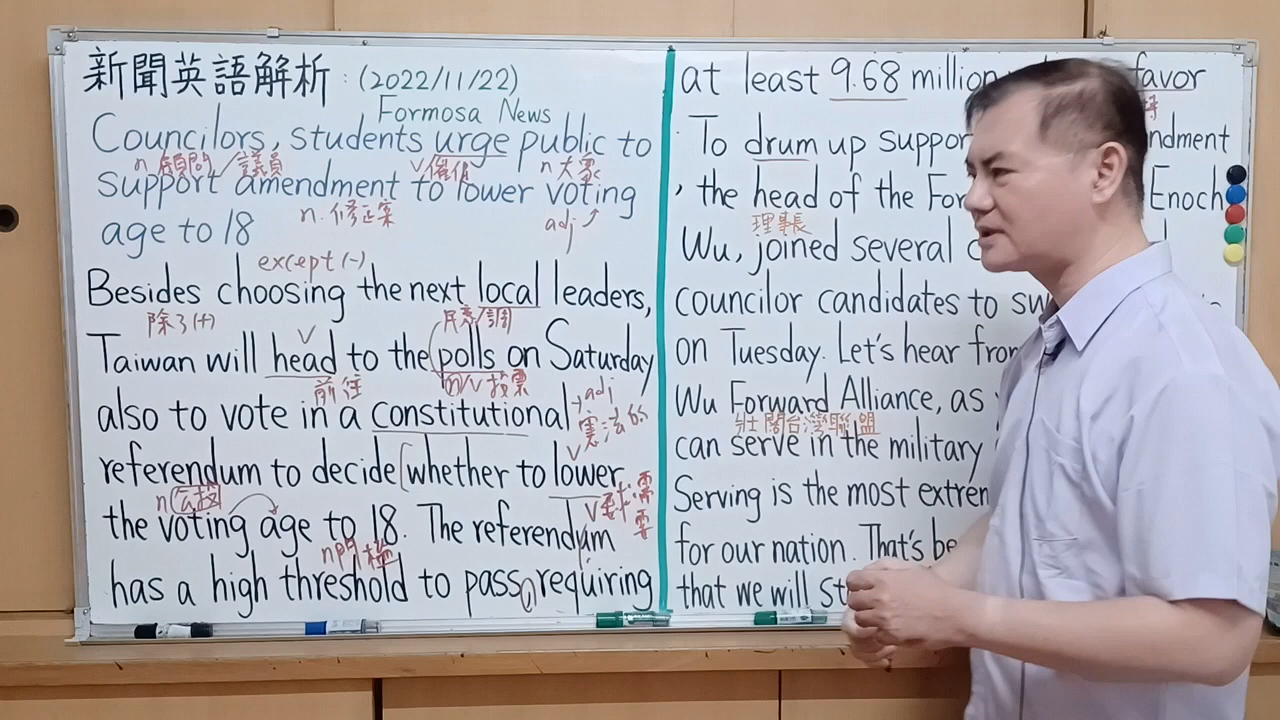 新聞英語解析 : (2022/11/22)
Formosa News
Councilors, students urge public to
n 顧問/議員 v 催促 n 大眾
support amendment to lower voting
n. 修正案 adj
age to 18
except (-)
Besides choosing the next local leaders,
除了(+) v 民意/調
Taiwan will head to the polls on Saturday
前往 n/v 投票
also to vote in a constitutional → adj
憲法的
referendum to decide whether to lower
n 公投 v
the voting age to 18. The referendum
n 門檻 v 要求/需要
has a high threshold to pass, requiring
at least 9.68 million favor
To drum up suppor ndment
, the head of the For Enoch
理事長
Wu, joined several c
councilor candidates to sw
on Tuesday. Let's hear from
Wu Forward Alliance, as
壯闊台灣聯盟
can serve in the military
Serving is the most extren
for our nation. That's be
that we will st